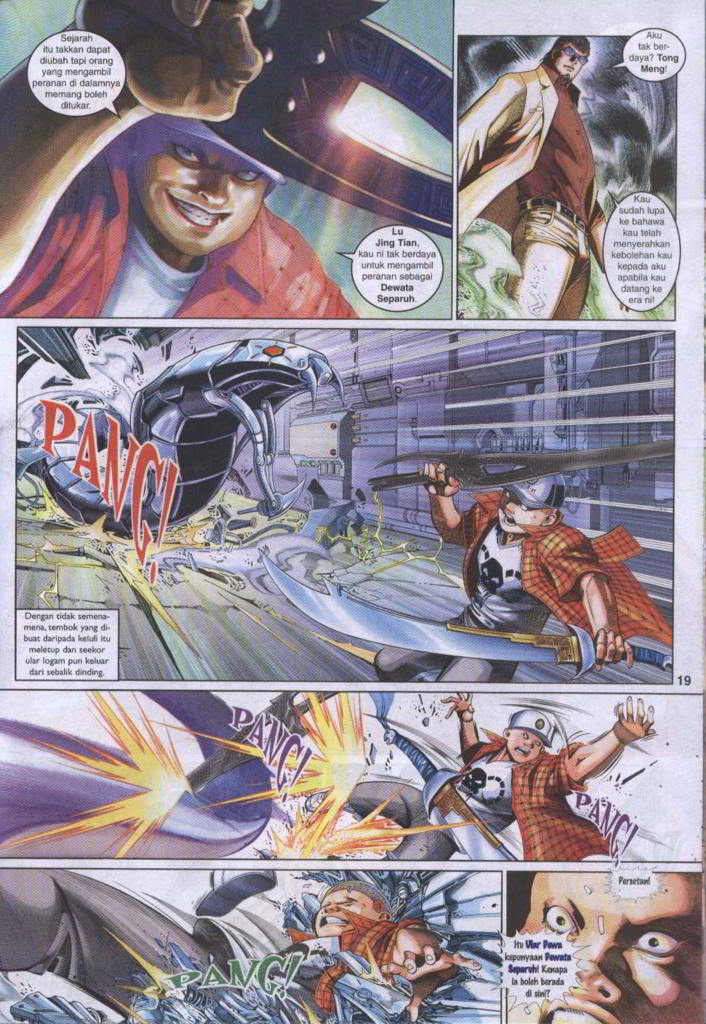 Sejarah
itu takkan dapat
diubah tapi orang
yang mengambil
peranan di dalamnya
memang boleh
ditukar.
Lu
Jing Tian,
kau ni tak berdaya
untuk mengambil
peranan sebagai
Dewata
Separuh.
Aku
tak ber-
daya? Tong
Meng!
Kau
sudah lupa
ke bahawa
kau telah
menyerahkan
kebolehan kau
kepada aku
apabila kau
datang ke
era ni!
PANG!
Dengan tidak semena-
mena, tembok yang di-
buat daripada keluli itu
meletup dan seekor
ular logam pun keluar
dari sebalik dinding.
19
PANG!
PANG!
PANG!
Persetan!
Itu Ular Dewa
kepunyaan Dewata
Separuh! Kenapa
ia boleh berada
di sini?